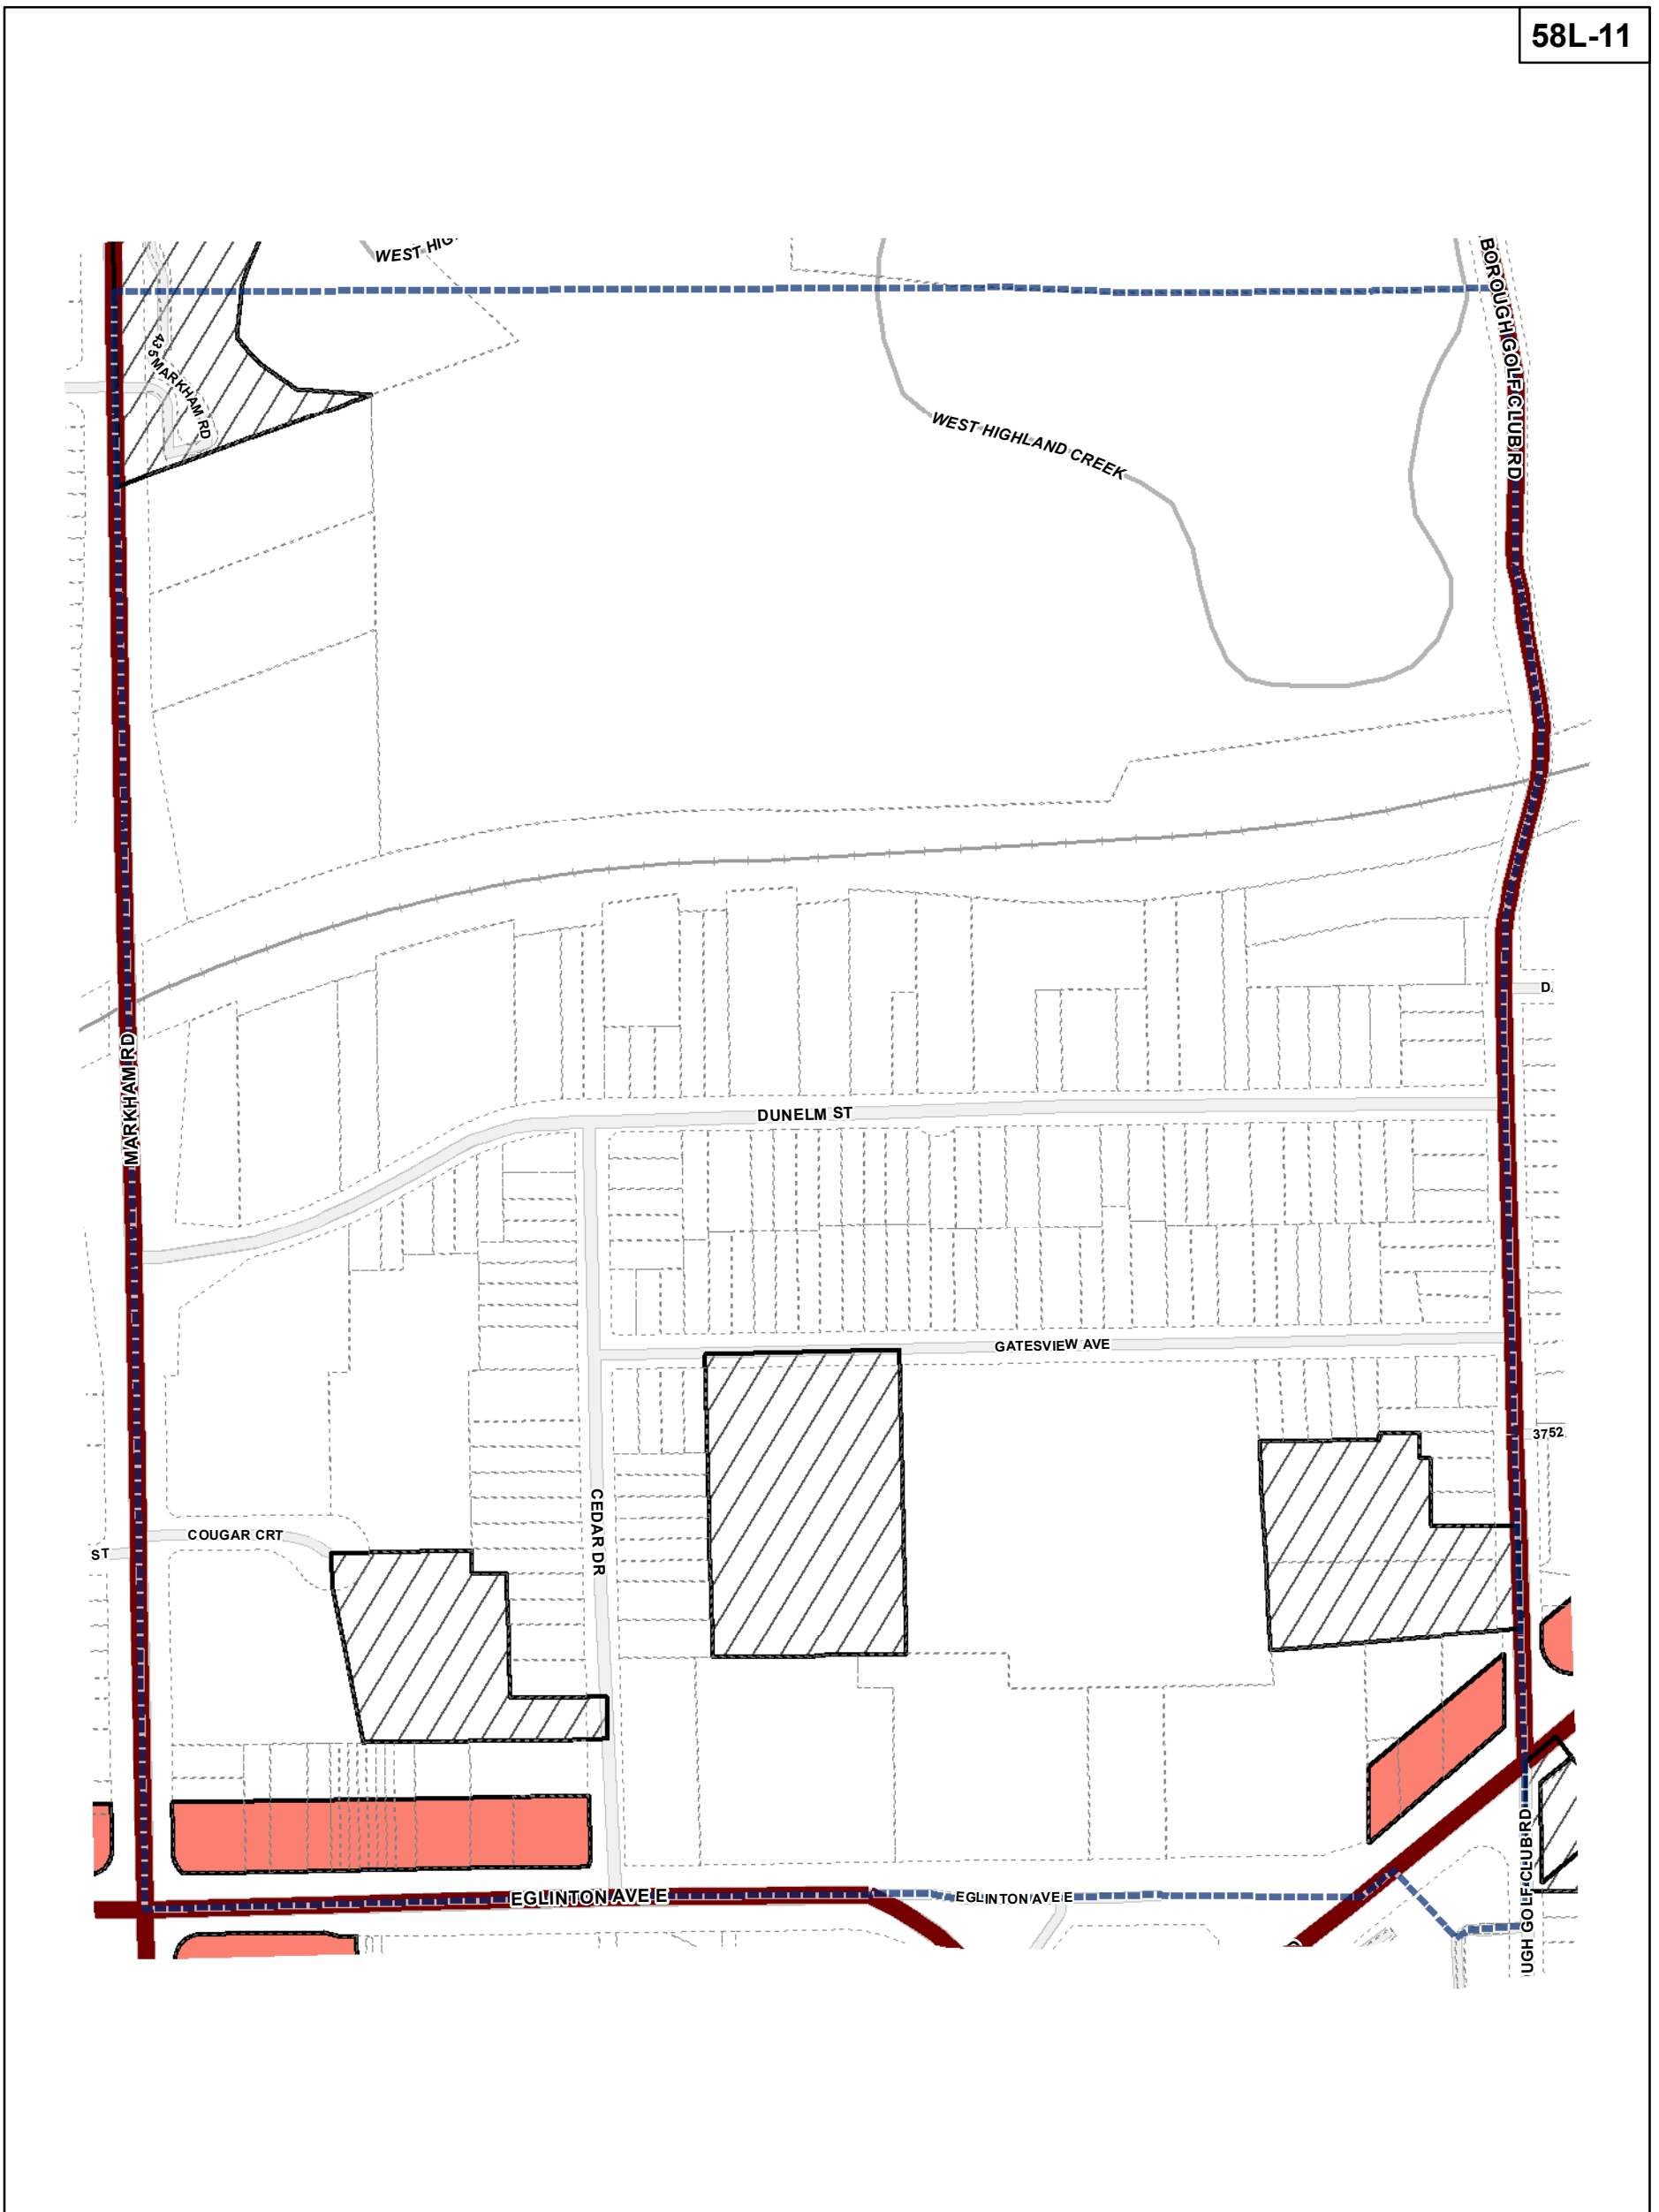 58L-11
WEST HIG
BOROUGH GOLF CLUB RD
435 MARKHAM RD
WEST HIGHLAND CREEK
D
MARKHAM RD
DUNELM ST
GATESVIEW AVE
3752
CEDAR DR
COUGAR CRT
ST
UGH GOLF CLUB RD
EGLINTON AVE E
EGLINTON AVE E